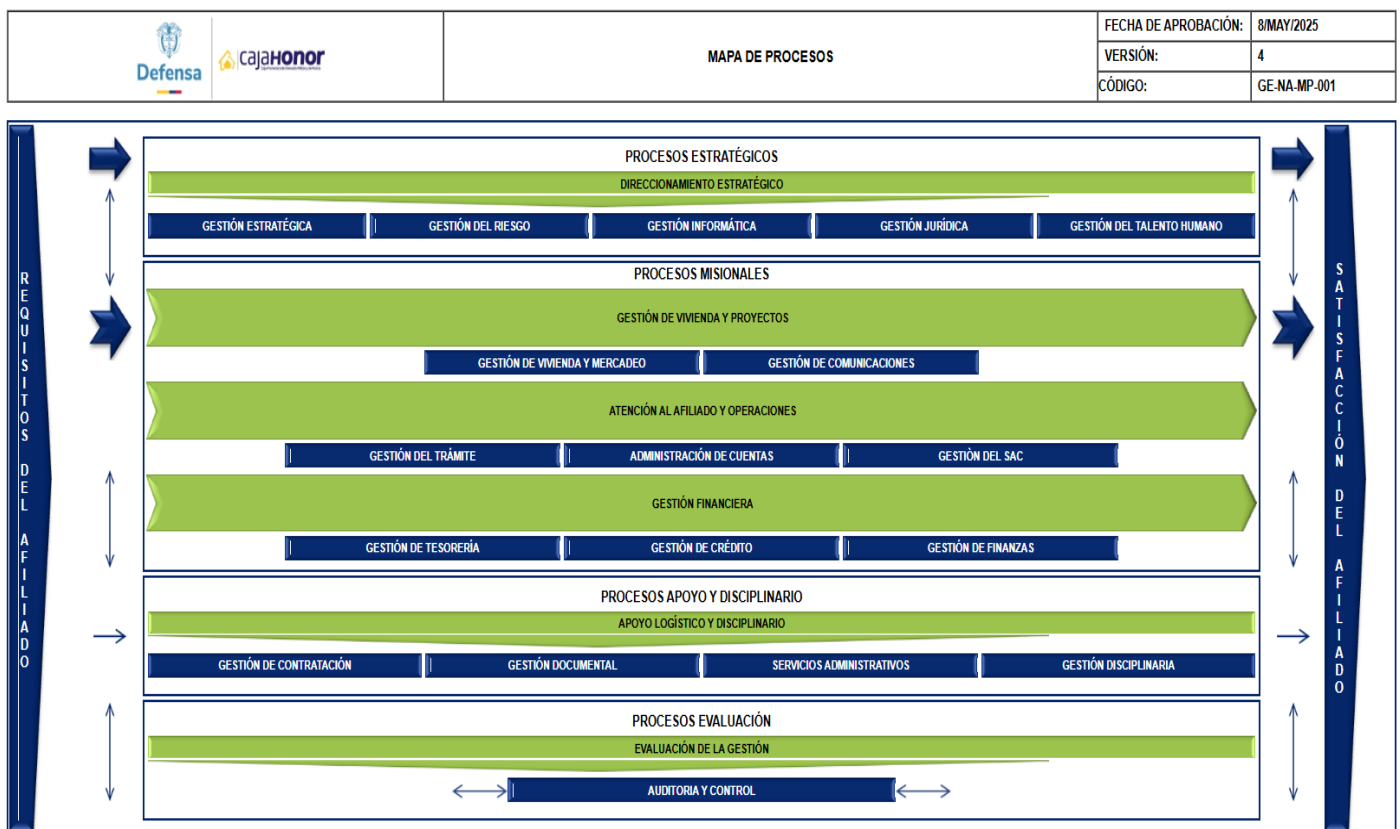 Defensa
CajaHonor
MAPA DE PROCESOS
FECHA DE APROBACIÓN: 8/MAY/2025
VERSIÓN: 4
CÓDIGO: GE-NA-MP-001
REQUISITOS DEL AFILIADO
PROCESOS ESTRATÉGICOS
DIRECCIONAMIENTO ESTRATÉGICO
GESTIÓN ESTRATÉGICA GESTIÓN DEL RIESGO GESTIÓN INFORMÁTICA GESTIÓN JURÍDICA GESTIÓN DEL TALENTO HUMANO
PROCESOS MISIONALES
GESTIÓN DE VIVIENDA Y PROYECTOS
GESTIÓN DE VIVIENDA Y MERCADEO GESTIÓN DE COMUNICACIONES
ATENCIÓN AL AFILIADO Y OPERACIONES
GESTIÓN DEL TRÁMITE ADMINISTRACIÓN DE CUENTAS GESTIÒN DEL SAC
GESTIÓN FINANCIERA
GESTIÓN DE TESORERÍA GESTIÓN DE CRÉDITO GESTIÓN DE FINANZAS
PROCESOS APOYO Y DISCIPLINARIO
APOYO LOGÍSTICO Y DISCIPLINARIO
GESTIÓN DE CONTRATACIÓN GESTIÓN DOCUMENTAL SERVICIOS ADMINISTRATIVOS GESTIÓN DISCIPLINARIA
PROCESOS EVALUACIÓN
EVALUACIÓN DE LA GESTIÓN
AUDITORIA Y CONTROL
SATISFACCIÓN DEL AFILIADO